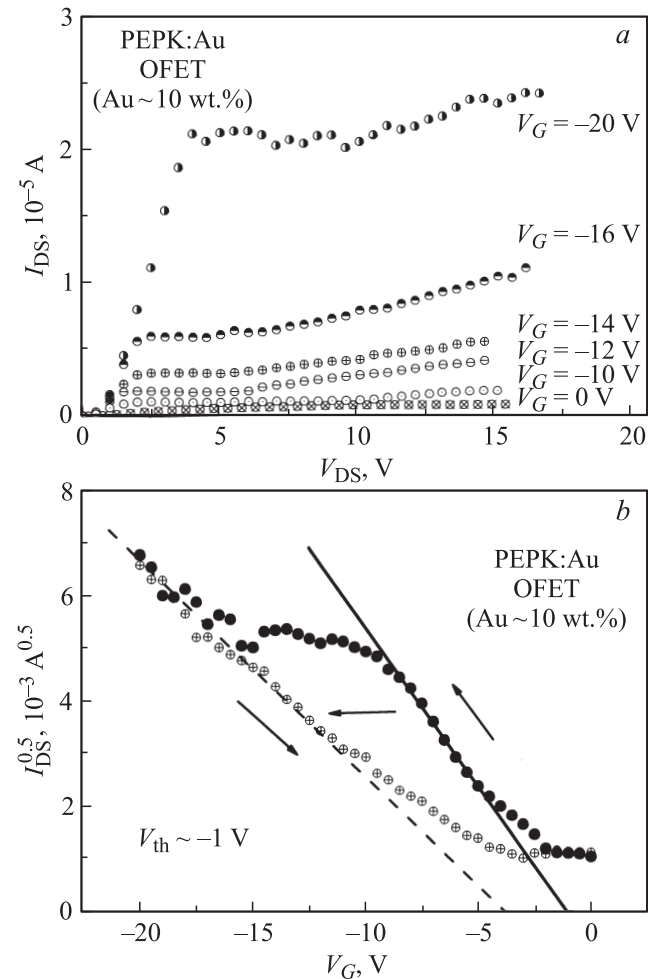 a
PEPK:Au
OFET
(Au ~ 10 wt.%)
3
2
1
0
I_DS, 10^–5 A
V_G = –20 V
V_G = –16 V
V_G = –14 V
V_G = –12 V
V_G = –10 V
V_G = 0 V
0 5 10 15 20
V_DS, V
b
PEPK:Au
OFET
(Au ~ 10 wt.%)
8
6
4
2
0
I_DS^0.5, 10^–3 A^0.5
V_th ~ –1 V
–20 –15 –10 –5 0
V_G, V